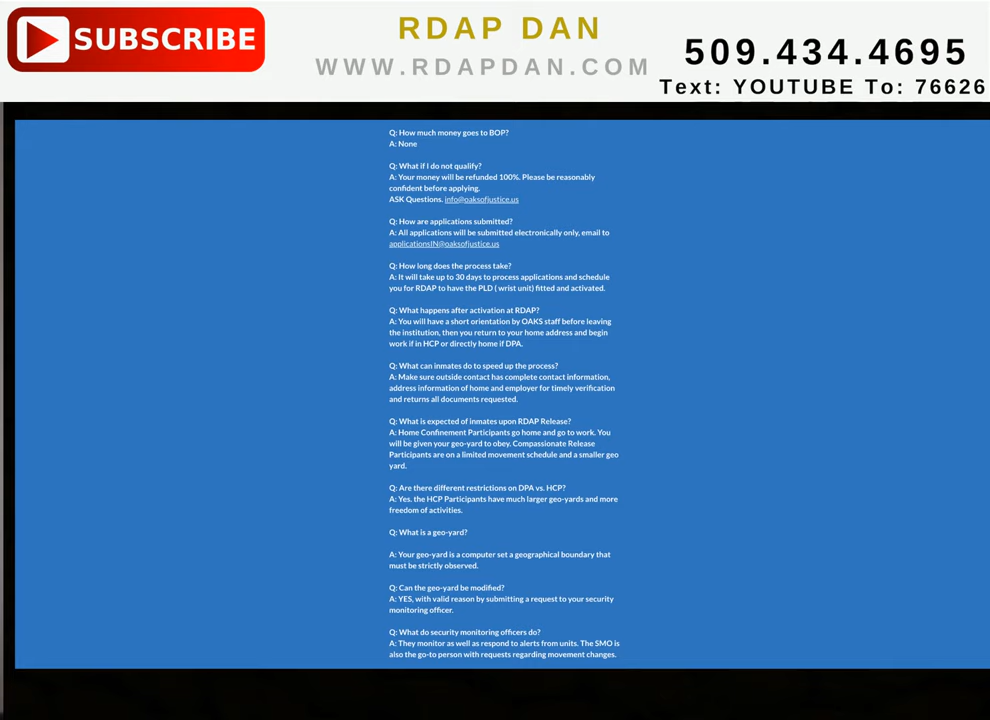 SUBSCRIBE
RDAP DAN
WWW.RDAPDAN.COM
509.434.4695
Text: YOUTUBE To: 76626
Q: How much money goes to BOP?
A: None
Q: What if I do not qualify?
A: Your money will be refunded 100%. Please be reasonably
confident before applying.
ASK Questions. info@oaksofjustice.us
Q: How are applications submitted?
A: All applications will be submitted electronically only, email to
applicationsIN@oaksofjustice.us
Q: How long does the process take?
A: It will take up to 30 days to process applications and schedule
you for RDAP to have the PLD ( wrist unit) fitted and activated.
Q: What happens after activation at RDAP?
A: You will have a short orientation by OAKS staff before leaving
the institution, then you return to your home address and begin
work if in HCP or directly home if DPA.
Q: What can inmates do to speed up the process?
A: Make sure outside contact has complete contact information,
address information of home and employer for timely verification
and returns all documents requested.
Q: What is expected of inmates upon RDAP Release?
A: Home Confinement Participants go home and go to work. You
will be given your geo-yard to obey. Compassionate Release
Participants are on a limited movement schedule and a smaller geo
yard.
Q: Are there different restrictions on DPA vs. HCP?
A: Yes. the HCP Participants have much larger geo-yards and more
freedom of activities.
Q: What is a geo-yard?
A: Your geo-yard is a computer set a geographical boundary that
must be strictly observed.
Q: Can the geo-yard be modified?
A: YES, with valid reason by submitting a request to your security
monitoring officer.
Q: What do security monitoring officers do?
A: They monitor as well as respond to alerts from units. The SMO is
also the go-to person with requests regarding movement changes.